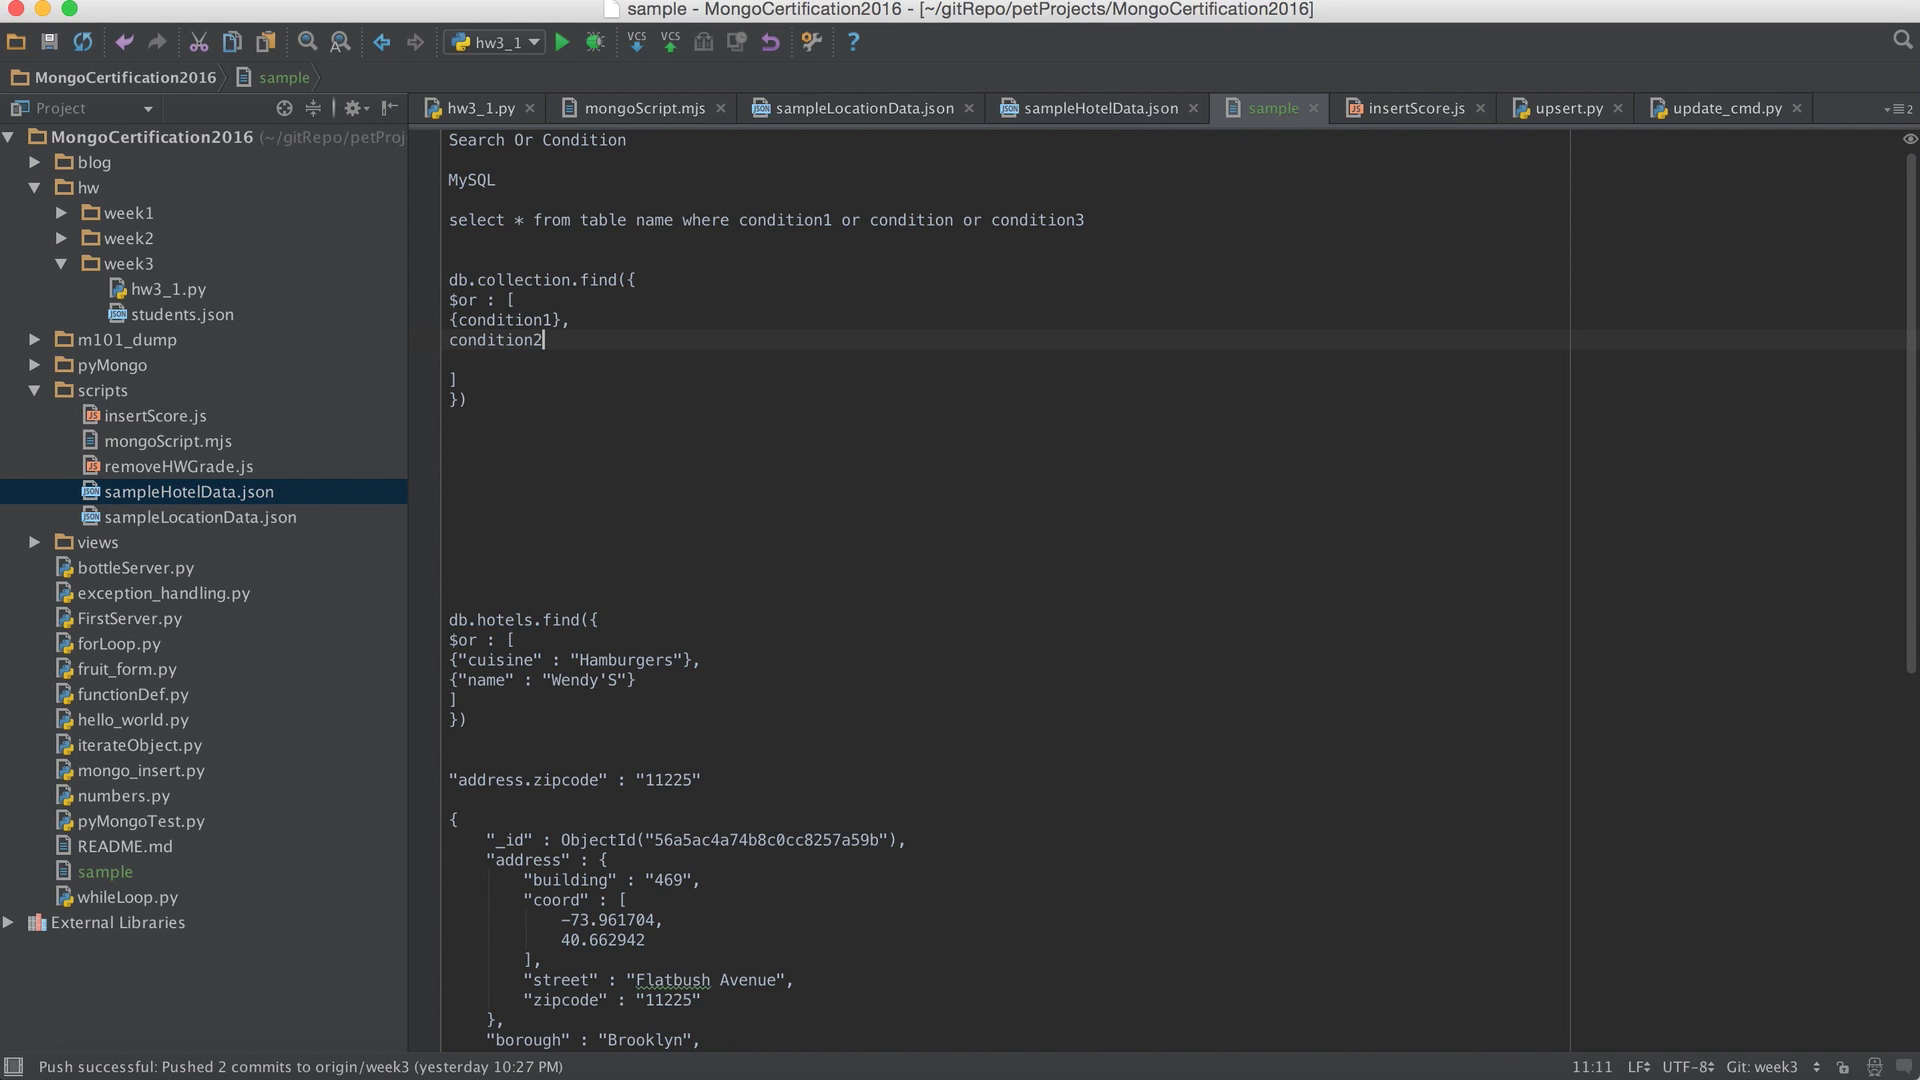 sample - MongoCertification2016 - [~/gitRepo/petProjects/MongoCertification2016]
hw3_1
VCS
VCS
?
MongoCertification2016
sample
Project
hw3_1.py
mongoScript.mjs
sampleLocationData.json
sampleHotelData.json
sample
insertScore.js
upsert.py
update_cmd.py
2
MongoCertification2016 (~/gitRepo/petProj
blog
hw
week1
week2
week3
hw3_1.py
students.json
m101_dump
pyMongo
scripts
insertScore.js
mongoScript.mjs
removeHWGrade.js
sampleHotelData.json
sampleLocationData.json
views
bottleServer.py
exception_handling.py
FirstServer.py
forLoop.py
fruit_form.py
functionDef.py
hello_world.py
iterateObject.py
mongo_insert.py
numbers.py
pyMongoTest.py
README.md
sample
whileLoop.py
External Libraries
Search Or Condition
MySQL
select * from table name where condition1 or condition or condition3
db.collection.find({
$or : [
{condition1},
condition2
]
})
db.hotels.find({
$or : [
{"cuisine" : "Hamburgers"},
{"name" : "Wendy'S"}
]
})
"address.zipcode" : "11225"
{
"_id" : ObjectId("56a5ac4a74b8c0cc8257a59b"),
"address" : {
"building" : "469",
"coord" : [
-73.961704,
40.662942
],
"street" : "Flatbush Avenue",
"zipcode" : "11225"
},
"borough" : "Brooklyn",
Push successful: Pushed 2 commits to origin/week3 (yesterday 10:27 PM)
11:11 LF UTF-8 Git: week3